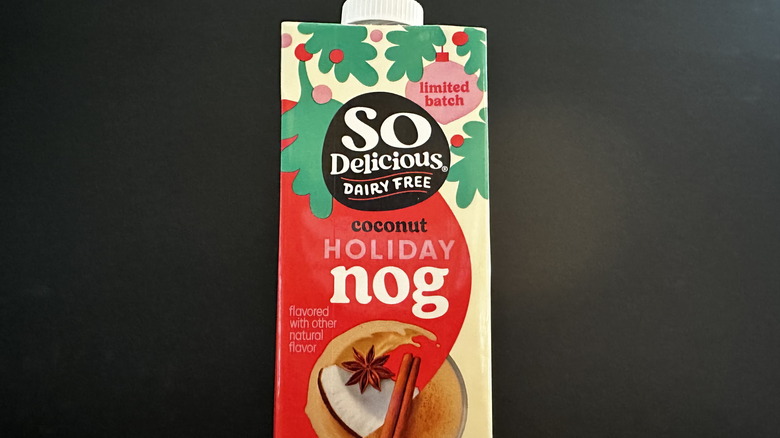 limited
batch
SO
Delicious®
DAIRY FREE
coconut
HOLIDAY
nog
flavored
with other
natural
flavor